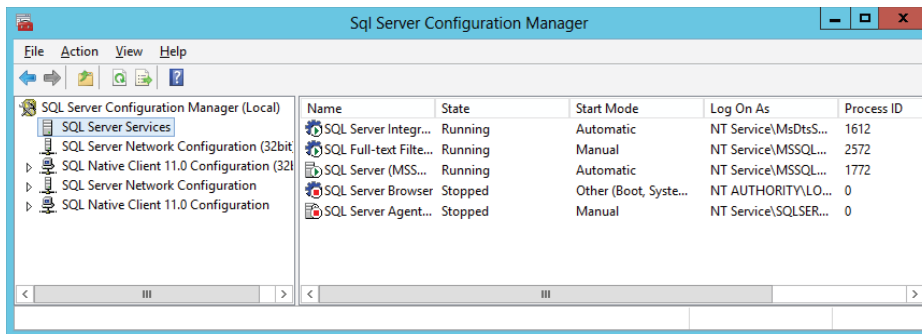 Sql Server Configuration Manager
File Action View Help
SQL Server Configuration Manager (Local)
SQL Server Services
SQL Server Network Configuration (32bit
SQL Native Client 11.0 Configuration (32
SQL Server Network Configuration
SQL Native Client 11.0 Configuration
Name State Start Mode Log On As Process ID
SQL Server Integr... Running Automatic NT Service\MsDtsS... 1612
SQL Full-text Filte... Running Manual NT Service\MSSQL... 2572
SQL Server (MSS... Running Automatic NT Service\MSSQL... 1772
SQL Server Browser Stopped Other (Boot, Syste... NT AUTHORITY\LO... 0
SQL Server Agent... Stopped Manual NT Service\SQLSER... 0